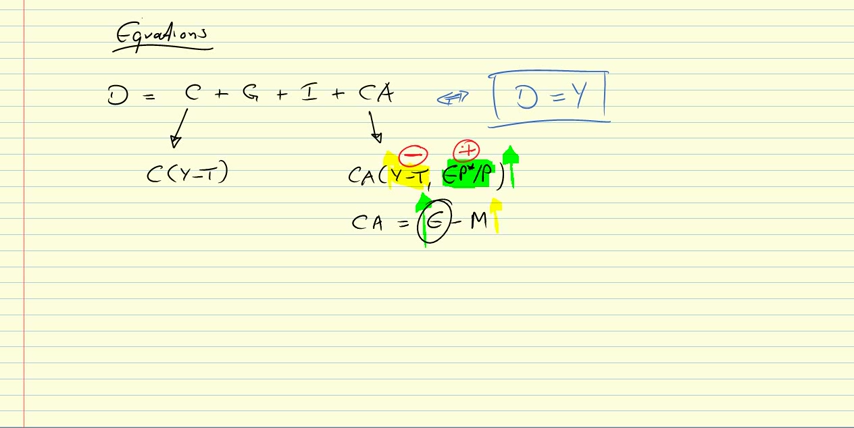 Equations
D = C + G + I + CA ⇔ D = Y
− +
C(Y-T) CA(Y-T, EP*/P)
CA = E - M